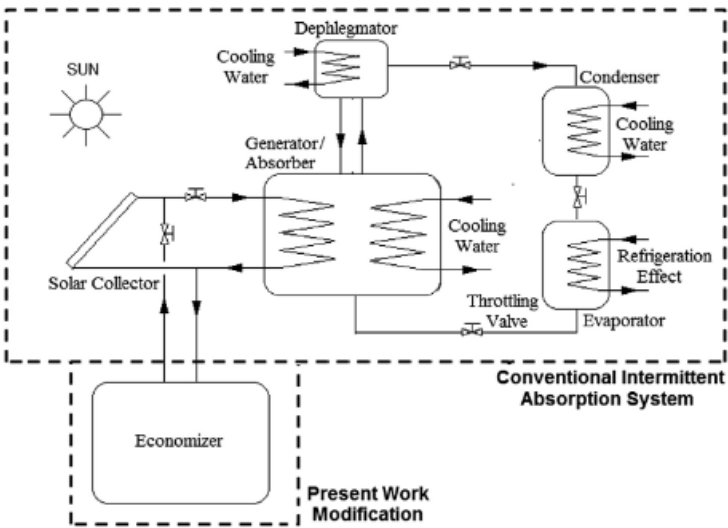 Dephlegmator
Cooling
Water
SUN
Condenser
Cooling
Water
Generator/
Absorber
Cooling
Water
Solar Collector
Refrigeration
Effect
Throttling
Valve
Evaporator
Conventional Intermittent
Absorption System
Economizer
Present Work
Modification